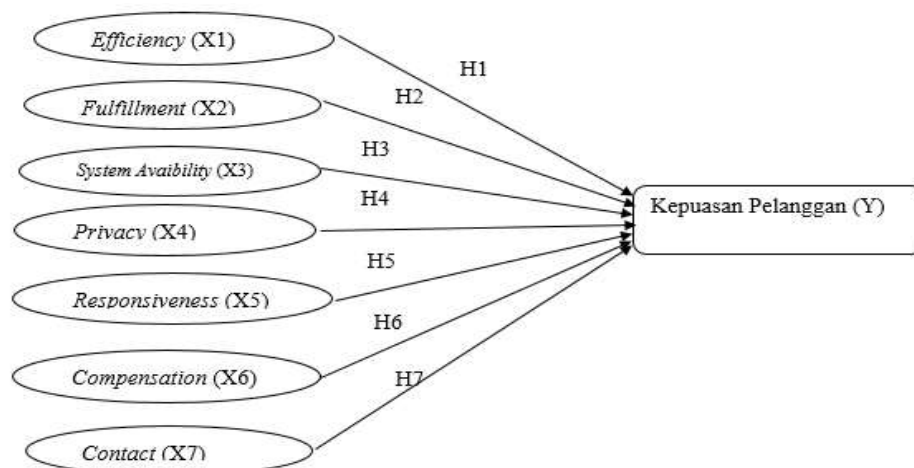 Efficiency (X1)
H1
H2
Fulfillment (X2)
H3
System Avaibility (X3)
H4
Kepuasan Pelanggan (Y)
Privacy (X4)
H5
Responsiveness (X5)
H6
Compensation (X6)
H7
Contact (X7)